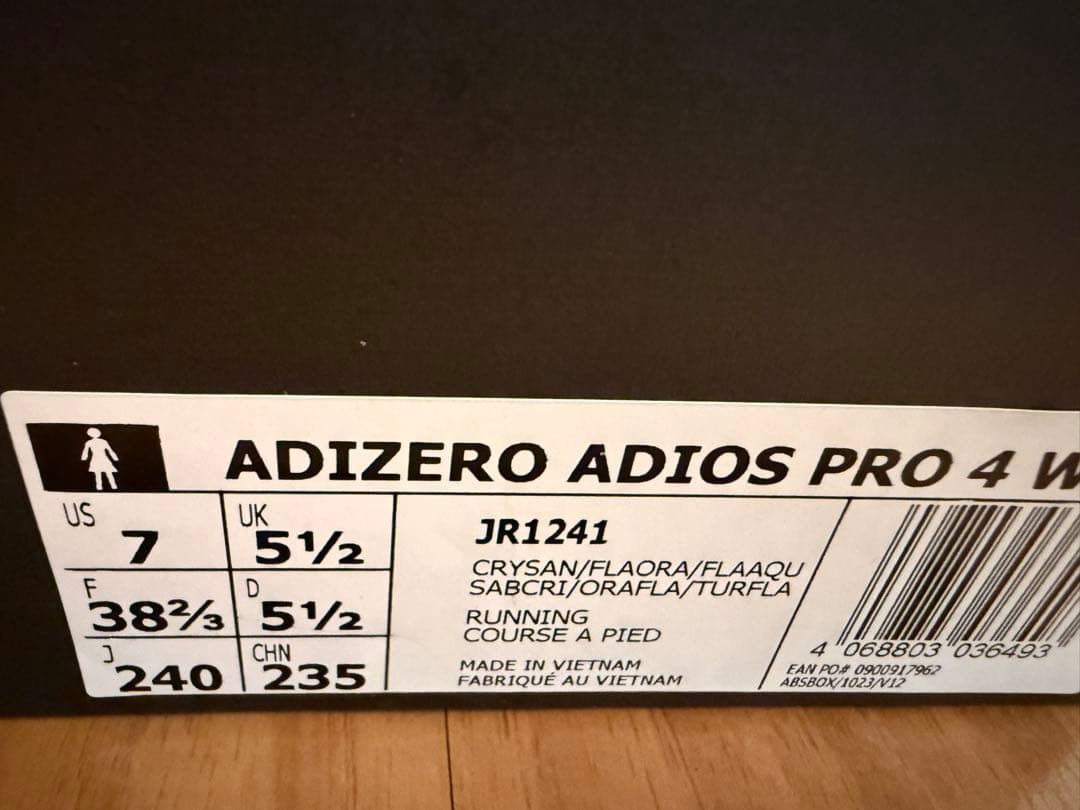 ADIZERO ADIOS PRO 4 W
US 7
UK 5½
F 38⅔
D 5½
J 240
CHN 235
JR1241
CRYSAN/FLAORA/FLAAQU
SABCRI/ORAFLA/TURFLA
RUNNING
COURSE A PIED
MADE IN VIETNAM
FABRIQUÉ AU VIETNAM
4 068803 036493
EAN PO# 0900917962
ABSBOX/1023/V12